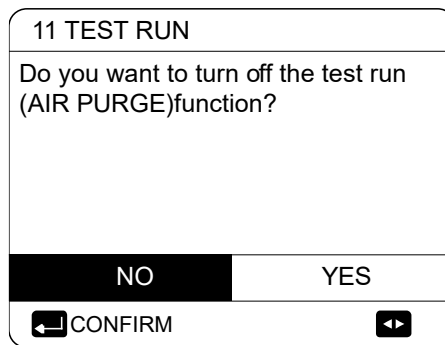 11 TEST RUN
Do you want to turn off the test run
(AIR PURGE)function?
NO YES
CONFIRM